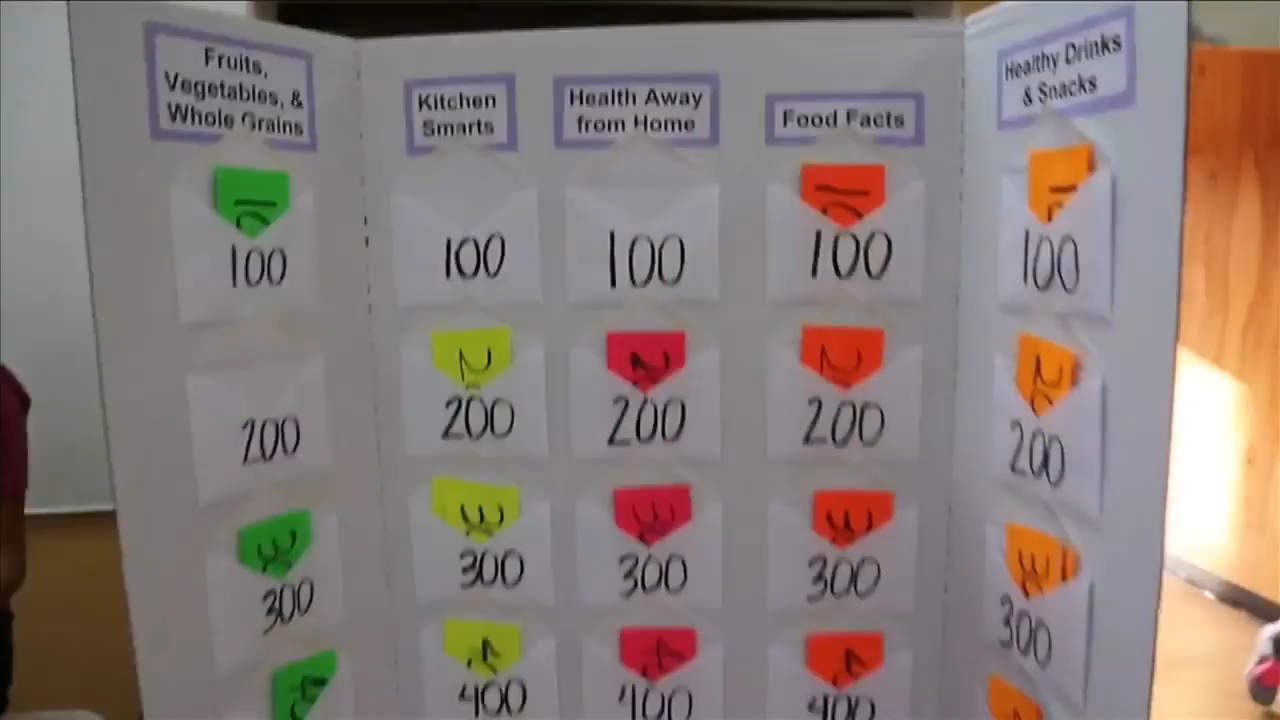 Fruits,
Vegetables, &
Whole Grains
Kitchen
Smarts
Health Away
from Home
Food Facts
Healthy Drinks
& Snacks
100
100
100
100
100
200
200
200
200
200
300
300
300
300
300
400
400
400